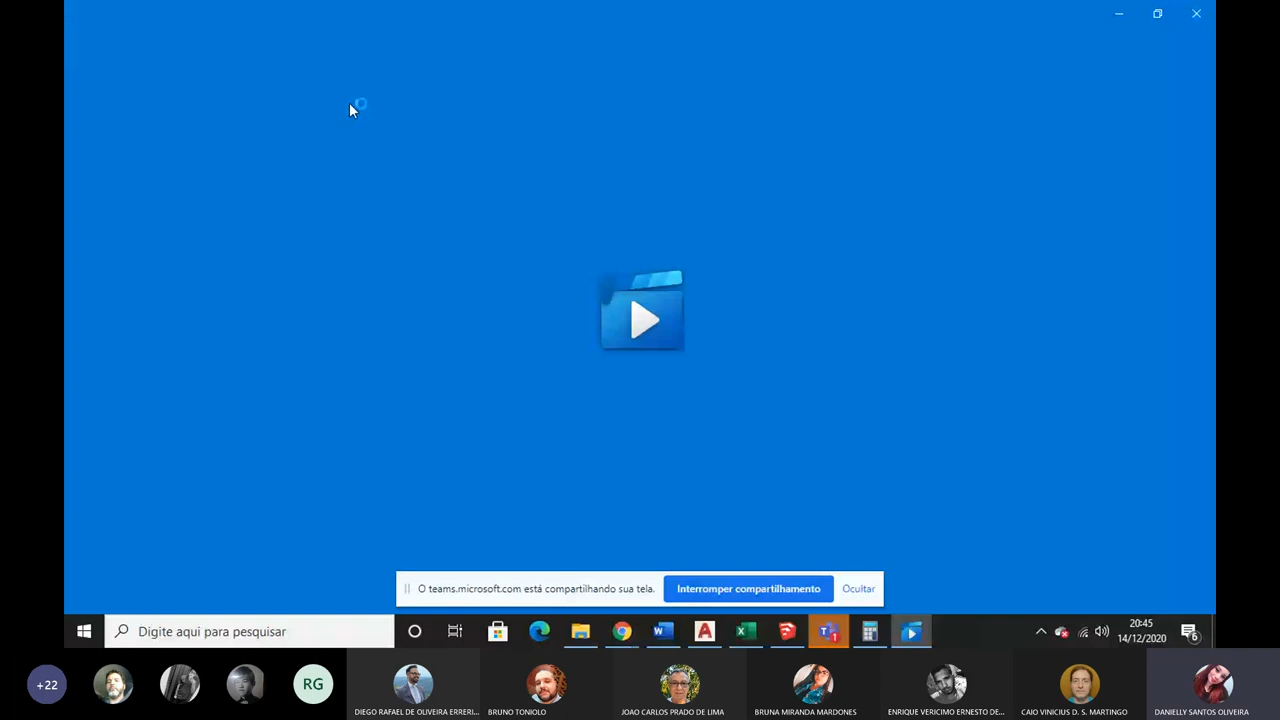 O teams.microsoft.com está compartilhando sua tela.
Interromper compartilhamento
Ocultar
Digite aqui para pesquisar
W
A
X
T
1
20:45
14/12/2020
6
+22
RG
DIEGO RAFAEL DE OLIVEIRA ERRERI...
BRUNO TONIOLO
JOAO CARLOS PRADO DE LIMA
BRUNA MIRANDA MARDONES
ENRIQUE VERICIMO ERNESTO DE...
CAIO VINICIUS D. S. MARTINGO
DANIELLY SANTOS OLIVEIRA